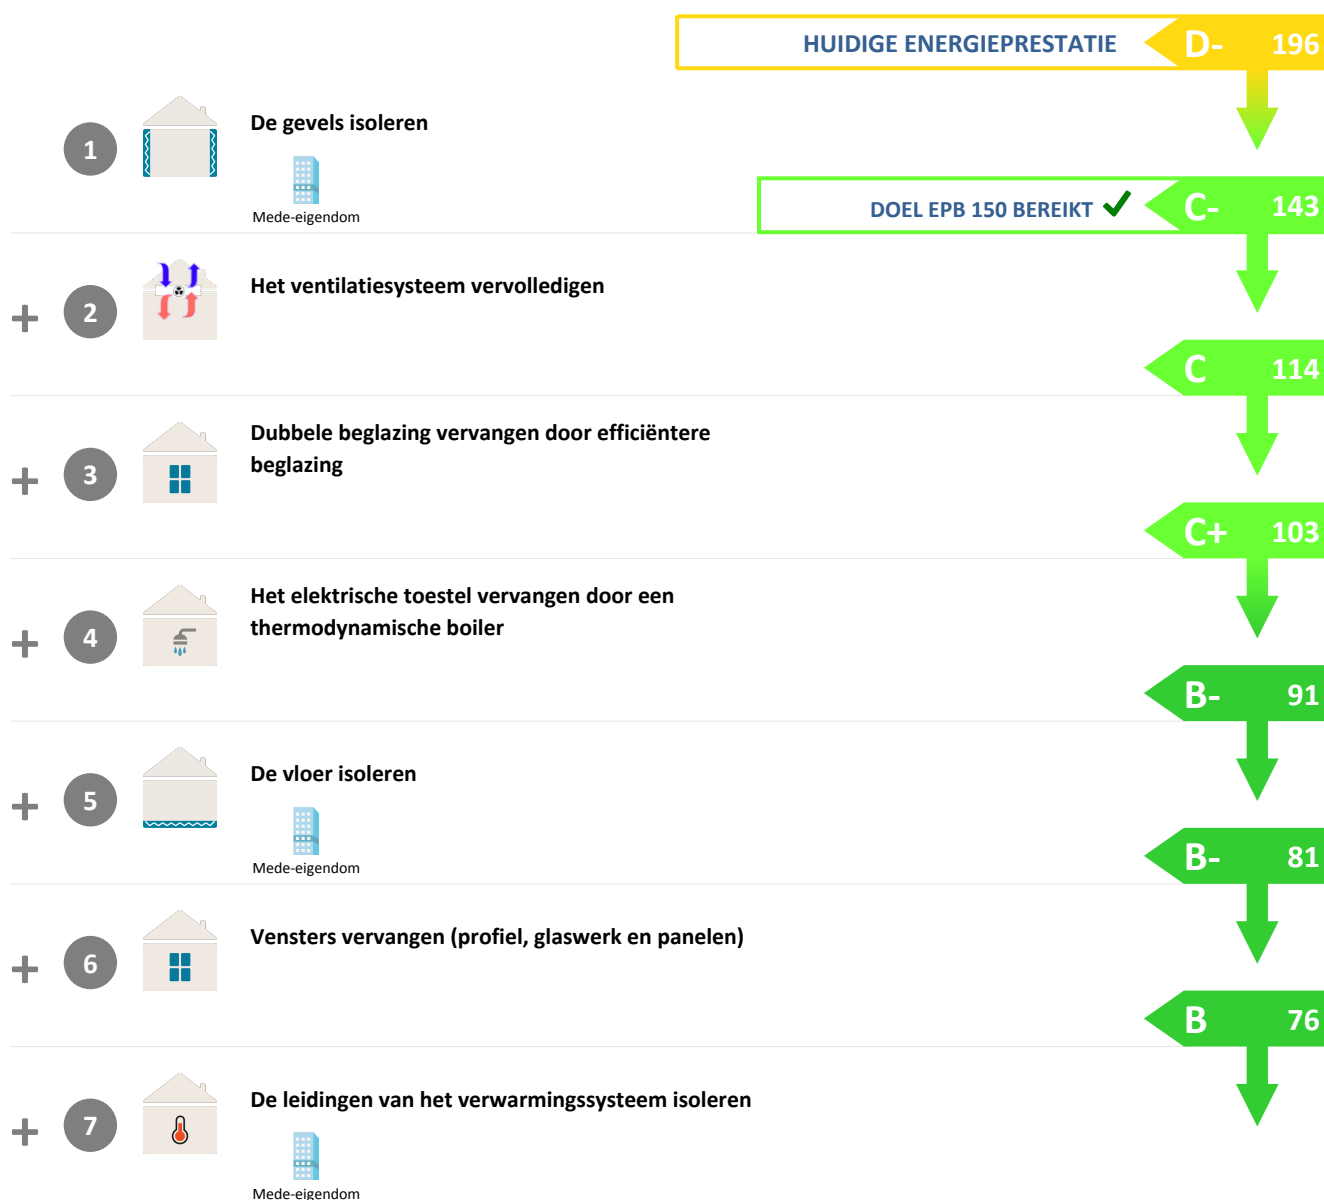 HUIDIGE ENERGIEPRESTATIE
D- 196
1
De gevels isoleren
Mede-eigendom
DOEL EPB 150 BEREIKT
C- 143
+ 2
Het ventilatiesysteem vervolledigen
C 114
+ 3
Dubbele beglazing vervangen door efficiëntere
beglazing
C+ 103
+ 4
Het elektrische toestel vervangen door een
thermodynamische boiler
B- 91
+ 5
De vloer isoleren
Mede-eigendom
B- 81
+ 6
Vensters vervangen (profiel, glaswerk en panelen)
B 76
+ 7
De leidingen van het verwarmingssysteem isoleren
Mede-eigendom